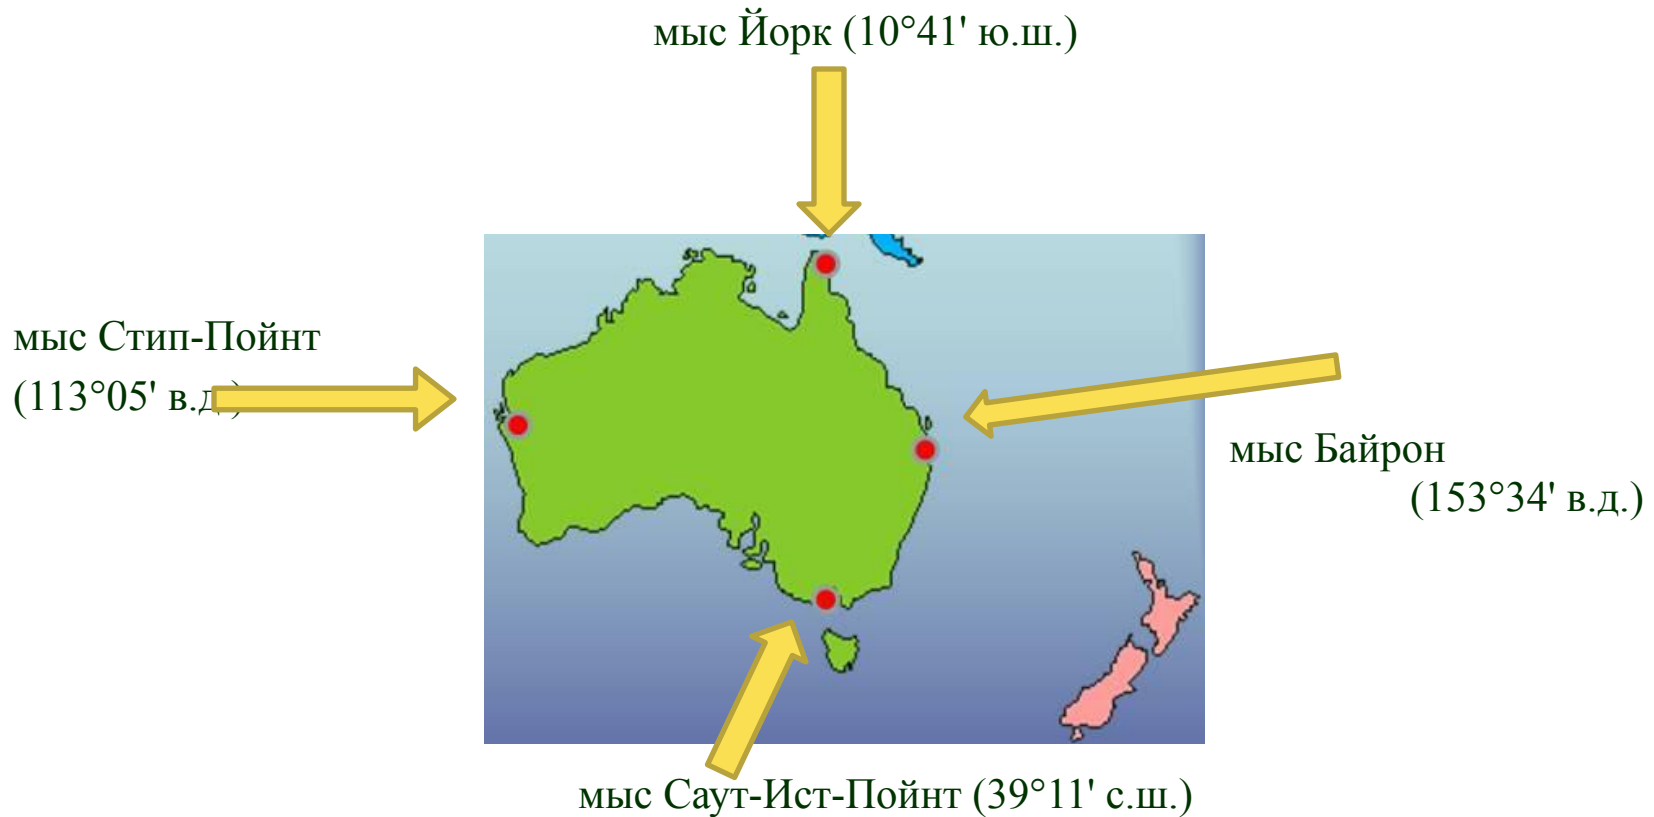 мыс Йорк (10°41' ю.ш.)
мыс Стип-Пойнт
(113°05' в.д.)
мыс Байрон
(153°34' в.д.)
мыс Саут-Ист-Пойнт (39°11' с.ш.)